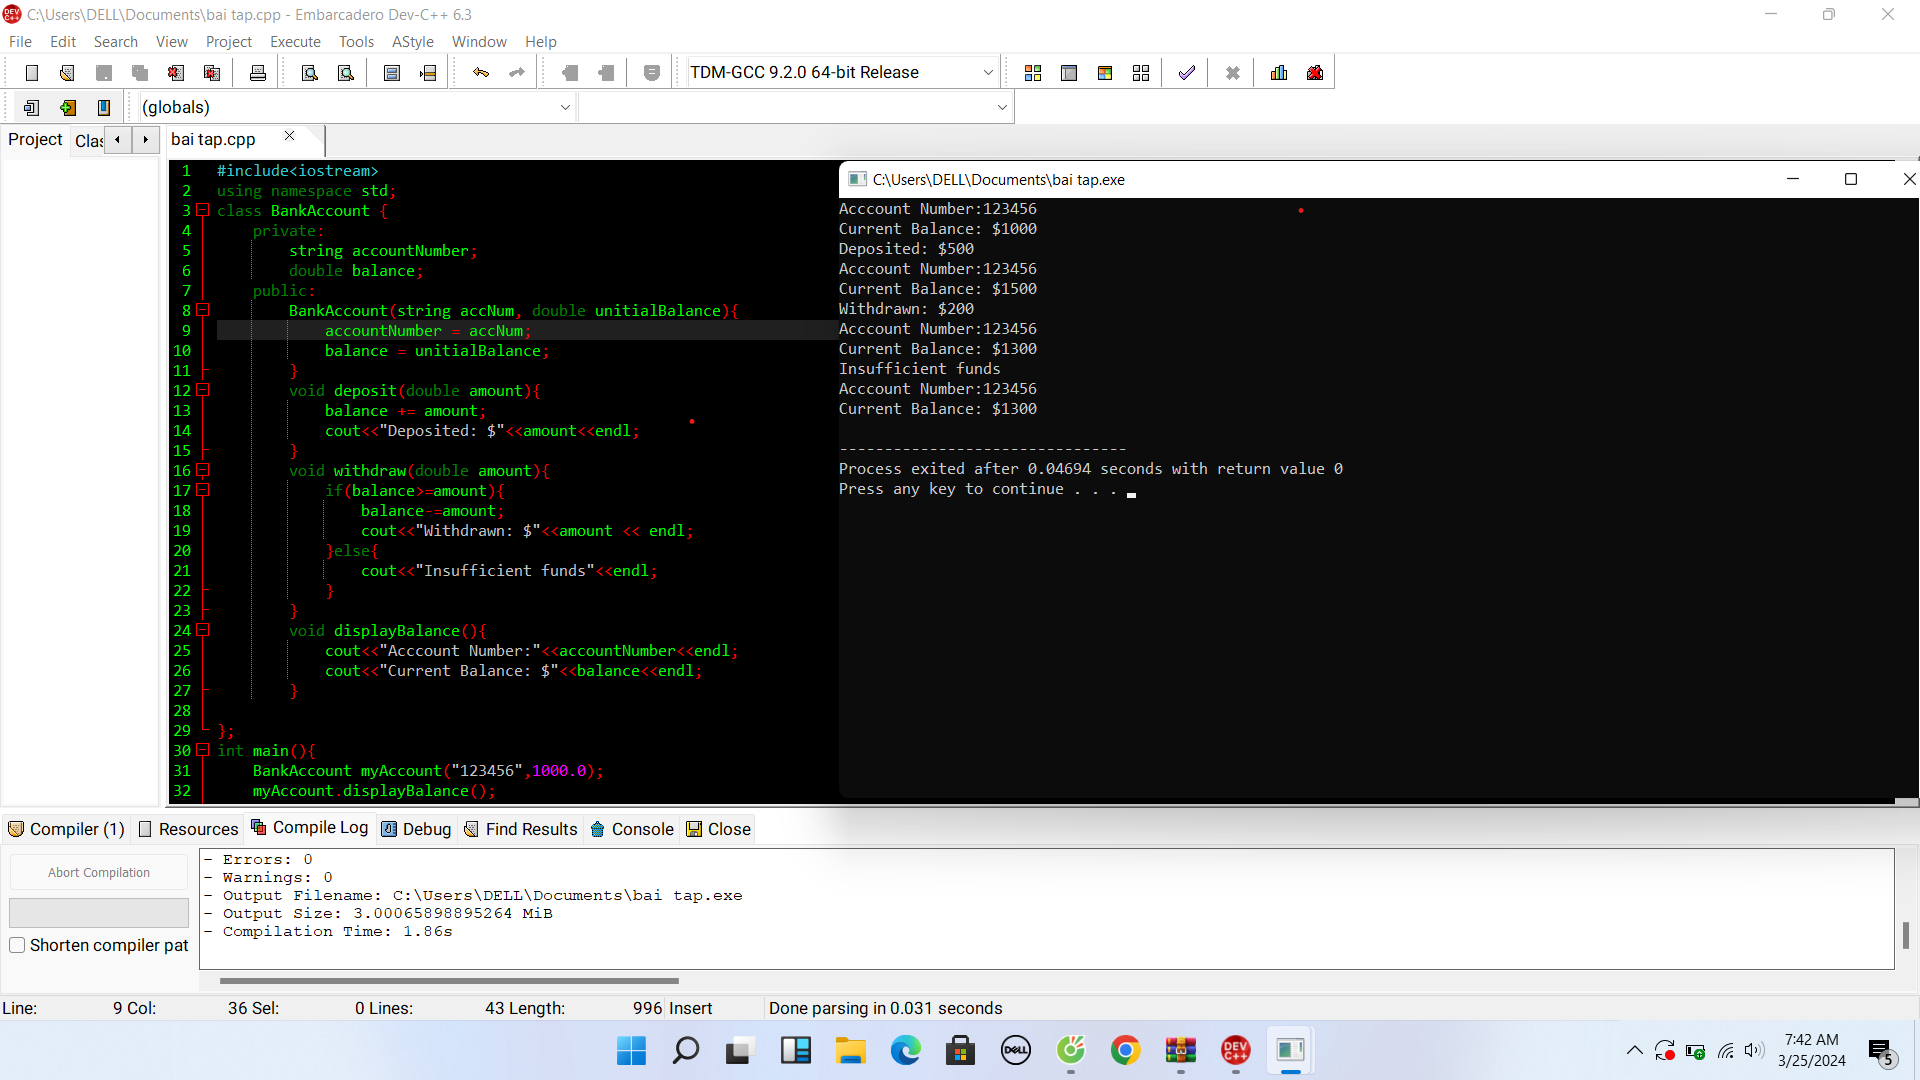 C:\Users\DELL\Documents\bai tap.cpp - Embarcadero Dev-C++ 6.3
File Edit Search View Project Execute Tools AStyle Window Help
TDM-GCC 9.2.0 64-bit Release
(globals)
Project Clas bai tap.cpp
1 #include<iostream>
2 using namespace std;
3 class BankAccount {
4 private:
5 string accountNumber;
6 double balance;
7 public:
8 BankAccount(string accNum, double unitialBalance){
9 accountNumber = accNum;
10 balance = unitialBalance;
11 }
12 void deposit(double amount){
13 balance += amount;
14 cout<<"Deposited: $"<<amount<<endl;
15 }
16 void withdraw(double amount){
17 if(balance>=amount){
18 balance-=amount;
19 cout<<"Withdrawn: $"<<amount << endl;
20 }else{
21 cout<<"Insufficient funds"<<endl;
22 }
23 }
24 void displayBalance(){
25 cout<<"Acccount Number:"<<accountNumber<<endl;
26 cout<<"Current Balance: $"<<balance<<endl;
27 }
28
29 };
30 int main(){
31 BankAccount myAccount("123456",1000.0);
32 myAccount.displayBalance();
C:\Users\DELL\Documents\bai tap.exe
Acccount Number:123456
Current Balance: $1000
Deposited: $500
Acccount Number:123456
Current Balance: $1500
Withdrawn: $200
Acccount Number:123456
Current Balance: $1300
Insufficient funds
Acccount Number:123456
Current Balance: $1300
--------------------------------
Process exited after 0.04694 seconds with return value 0
Press any key to continue . . .
Compiler (1) Resources Compile Log Debug Find Results Console Close
Abort Compilation
Shorten compiler pat
- Errors: 0
- Warnings: 0
- Output Filename: C:\Users\DELL\Documents\bai tap.exe
- Output Size: 3.00065898895264 MiB
- Compilation Time: 1.86s
Line: 9 Col: 36 Sel: 0 Lines: 43 Length: 996 Insert Done parsing in 0.031 seconds
DELL
DEV C++
7:42 AM
3/25/2024
5